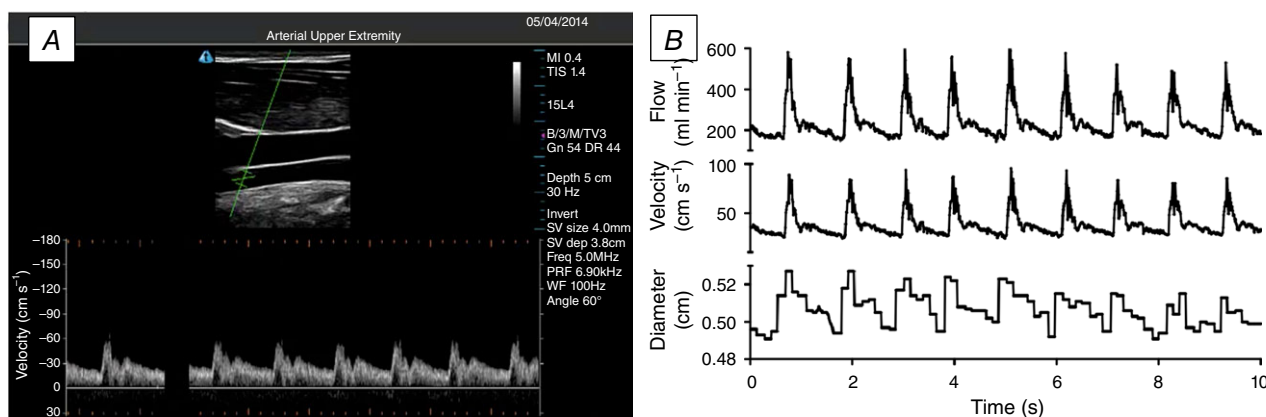 A
05/04/2014
Arterial Upper Extremity
t
MI 0.4
TIS 1.4
15L4
B/3/M/TV3
Gn 54 DR 44
Depth 5 cm
30 Hz
Invert
SV size 4.0mm
SV dep 3.8cm
Freq 5.0MHz
PRF 6.90kHz
WF 100Hz
Angle 60°
Velocity (cm s⁻¹)
–180
–150
–120
–90
–60
–30
0
30
B
Flow
(ml min⁻¹)
600
400
200
Velocity
(cm s⁻¹)
100
50
Diameter
(cm)
0.52
0.50
0.48
0 2 4 6 8 10
Time (s)